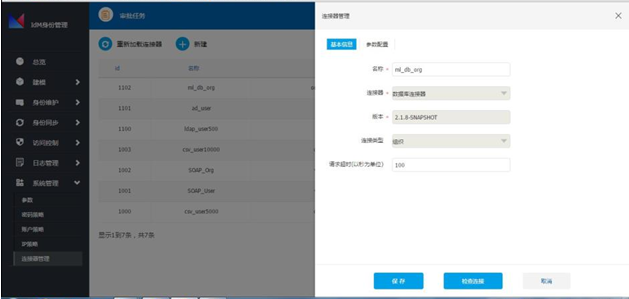 IdM身份管理
审批任务
连接器管理
重新加载连接器
新建
基本信息
参数配置
总览
建模
身份维护
身份同步
访问控制
日志管理
系统管理
参数
密码策略
账户策略
IP策略
连接器管理
id
名称
1102
ml_db_org
1101
ad_user
1100
ldap_user500
1003
csv_user10000
1002
SOAP_Org
1001
SOAP_User
1000
csv_user5000
显示1到7条，共7条
名称 *
ml_db_org
连接器 *
数据库连接器
版本 *
2.1.8-SNAPSHOT
连接类型
组织
请求超时(以秒为单位)
100
保存
检查连接
取消